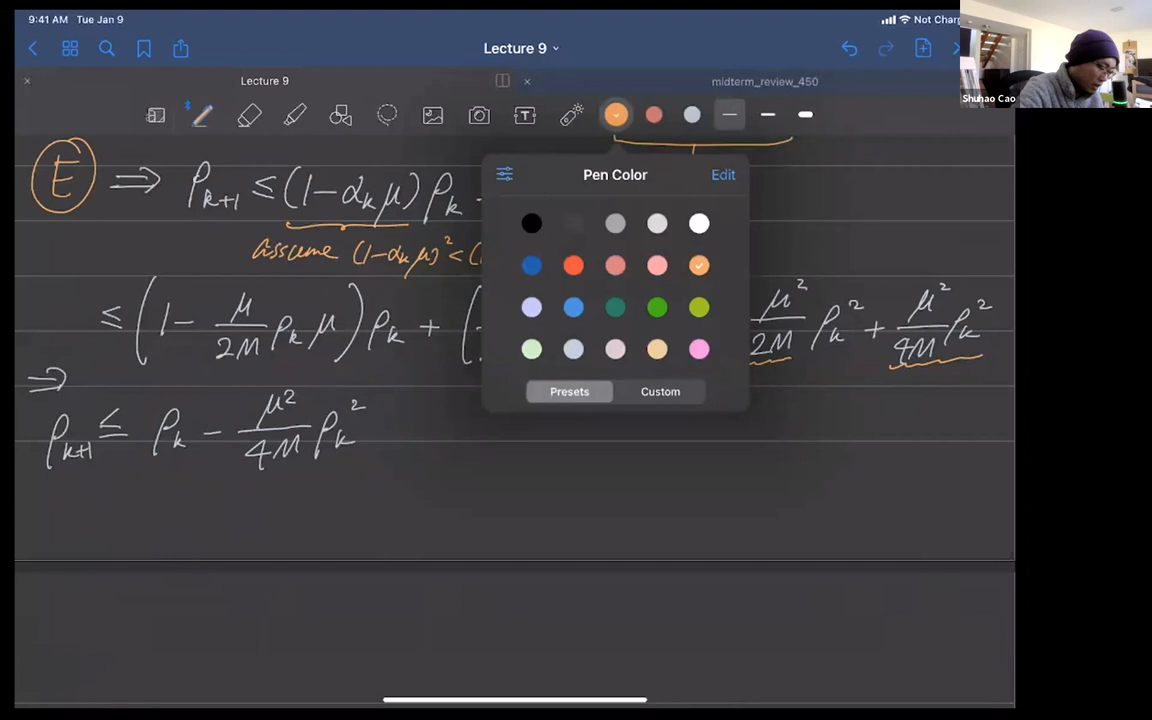 9:41 AM Tue Jan 9
Not Charg
Lecture 9
Lecture 9
midterm_review_450
Shuhao Cao
Pen Color
Edit
Presets
Custom
E ⟹ ρ_{k+1} ≤ (1 − α_k μ) ρ_k
assume (1 − α_k μ)² < (
≤ (1 − μ/2M ρ_k μ) ρ_k + ( μ²/2M ρ_k² + μ²/4M ρ_k²
⟹
ρ_{k+1} ≤ ρ_k − μ²/4M ρ_k²